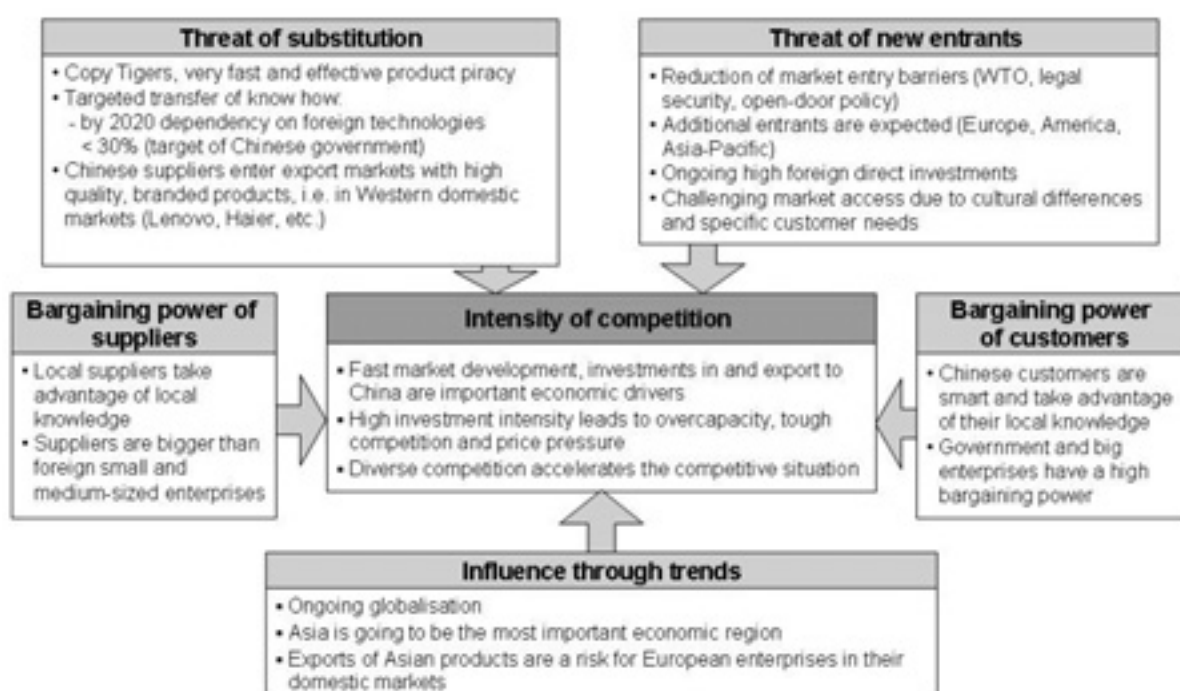 Threat of substitution
▪ Copy Tigers, very fast and effective product piracy
▪ Targeted transfer of know how:
- by 2020 dependency on foreign technologies
< 30% (target of Chinese government)
▪ Chinese suppliers enter export markets with high
quality, branded products, i.e. in Western domestic
markets (Lenovo, Haier, etc.)
Threat of new entrants
▪ Reduction of market entry barriers (WTO, legal
security, open-door policy)
▪ Additional entrants are expected (Europe, America,
Asia-Pacific)
▪ Ongoing high foreign direct investments
▪ Challenging market access due to cultural differences
and specific customer needs
Bargaining power of
suppliers
▪ Local suppliers take
advantage of local
knowledge
▪ Suppliers are bigger than
foreign small and
medium-sized enterprises
Intensity of competition
▪ Fast market development, investments in and export to
China are important economic drivers
▪ High investment intensity leads to overcapacity, tough
competition and price pressure
▪ Diverse competition accelerates the competitive situation
Bargaining power
of customers
▪ Chinese customers are
smart and take advantage
of their local knowledge
▪ Government and big
enterprises have a high
bargaining power
Influence through trends
▪ Ongoing globalisation
▪ Asia is going to be the most important economic region
▪ Exports of Asian products are a risk for European enterprises in their
domestic markets